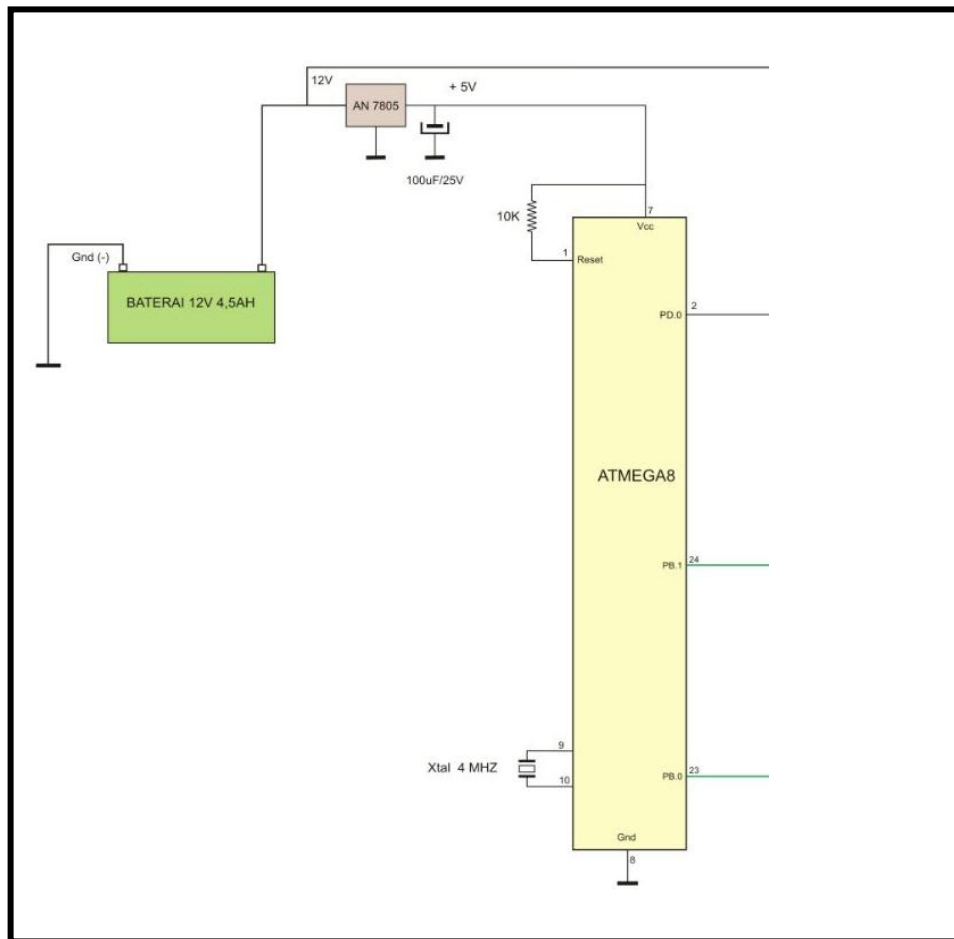 12V
AN 7805
+ 5V
100uF/25V
10K
7
Vcc
1
Reset
Gnd (-)
BATERAI 12V 4,5AH
2
PD.0
ATMEGA8
24
PB.1
9
Xtal 4 MHZ
10
23
PB.0
Gnd
8